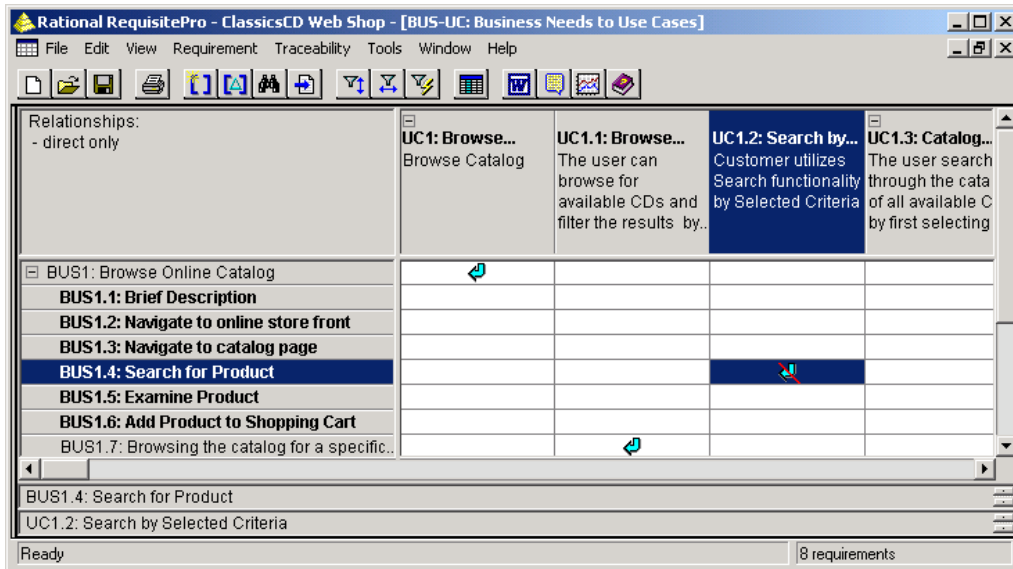 Rational RequisitePro - ClassicsCD Web Shop - [BUS-UC: Business Needs to Use Cases]
File Edit View Requirement Traceability Tools Window Help
Relationships:
- direct only
UC1: Browse...
Browse Catalog
UC1.1: Browse...
The user can
browse for
available CDs and
filter the results by..
UC1.2: Search by...
Customer utilizes
Search functionality
by Selected Criteria
UC1.3: Catalog...
The user search
through the cata
of all available C
by first selecting
BUS1: Browse Online Catalog
BUS1.1: Brief Description
BUS1.2: Navigate to online store front
BUS1.3: Navigate to catalog page
BUS1.4: Search for Product
BUS1.5: Examine Product
BUS1.6: Add Product to Shopping Cart
BUS1.7: Browsing the catalog for a specific..
BUS1.4: Search for Product
UC1.2: Search by Selected Criteria
Ready 8 requirements